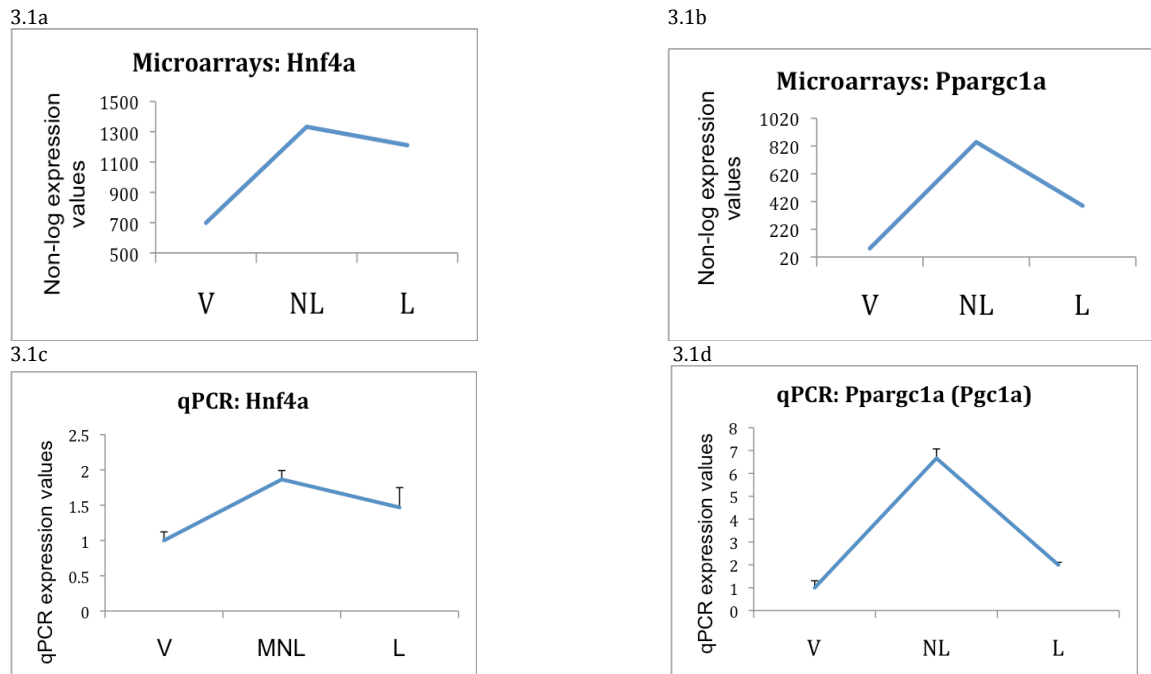 3.1a
Microarrays: Hnf4a
Non-log expression
values
1500
1300
1100
900
700
500
V NL L
3.1b
Microarrays: Ppargc1a
Non-log expression
values
1020
820
620
420
220
20
V NL L
3.1c
qPCR: Hnf4a
qPCR expression values
2.5
2
1.5
1
0.5
0
V MNL L
3.1d
qPCR: Ppargc1a (Pgc1a)
qPCR expression values
8
7
6
5
4
3
2
1
0
V NL L